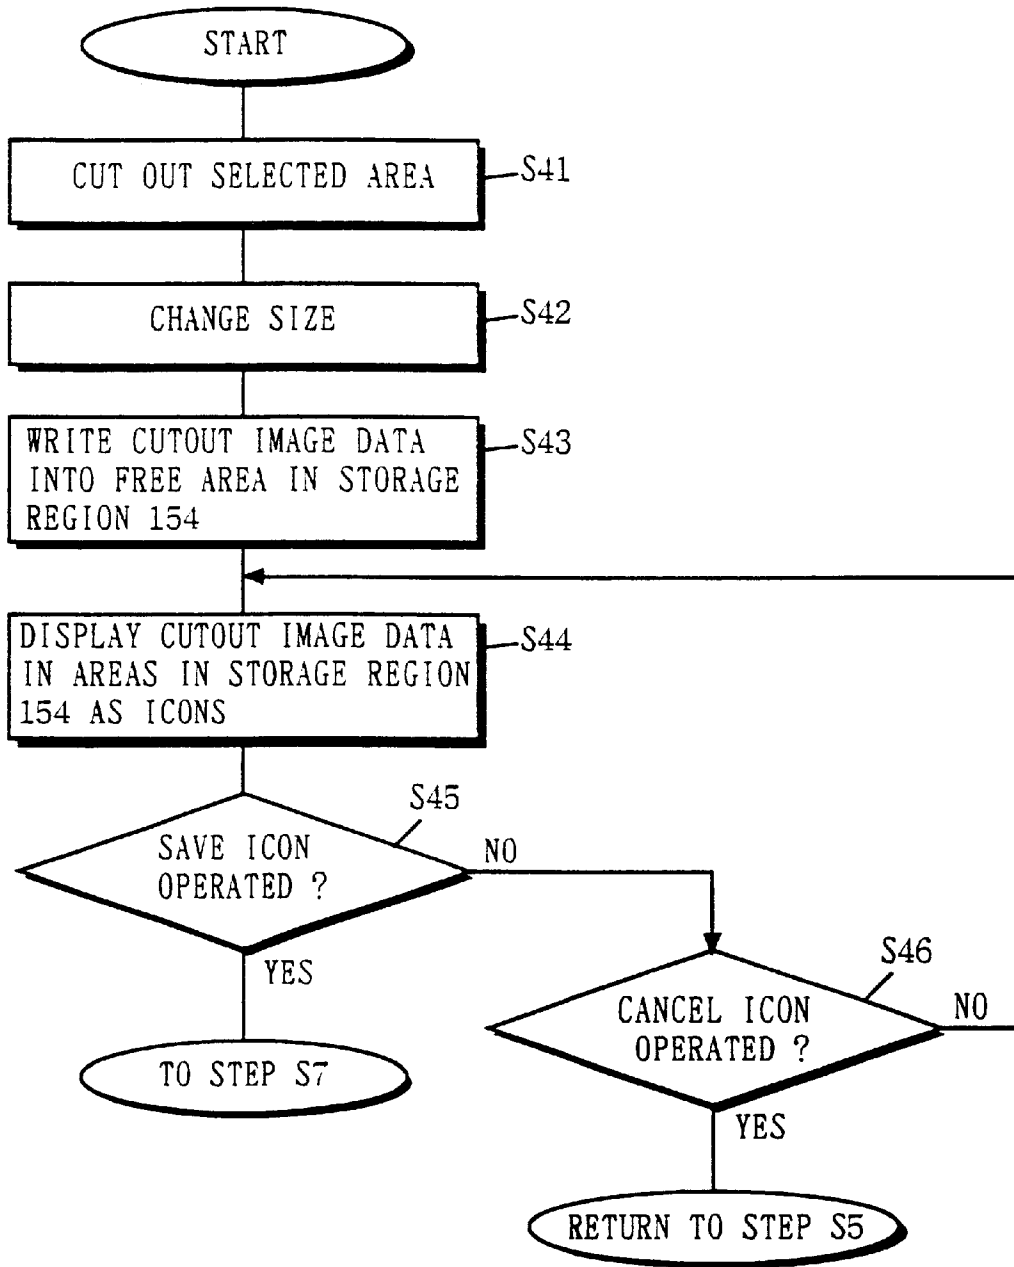 START
CUT OUT SELECTED AREA
S41
CHANGE SIZE
S42
WRITE CUTOUT IMAGE DATA
INTO FREE AREA IN STORAGE
REGION 154
S43
DISPLAY CUTOUT IMAGE DATA
IN AREAS IN STORAGE REGION
154 AS ICONS
S44
S45
SAVE ICON
OPERATED ?
NO
YES
TO STEP S7
S46
CANCEL ICON
OPERATED ?
NO
YES
RETURN TO STEP S5